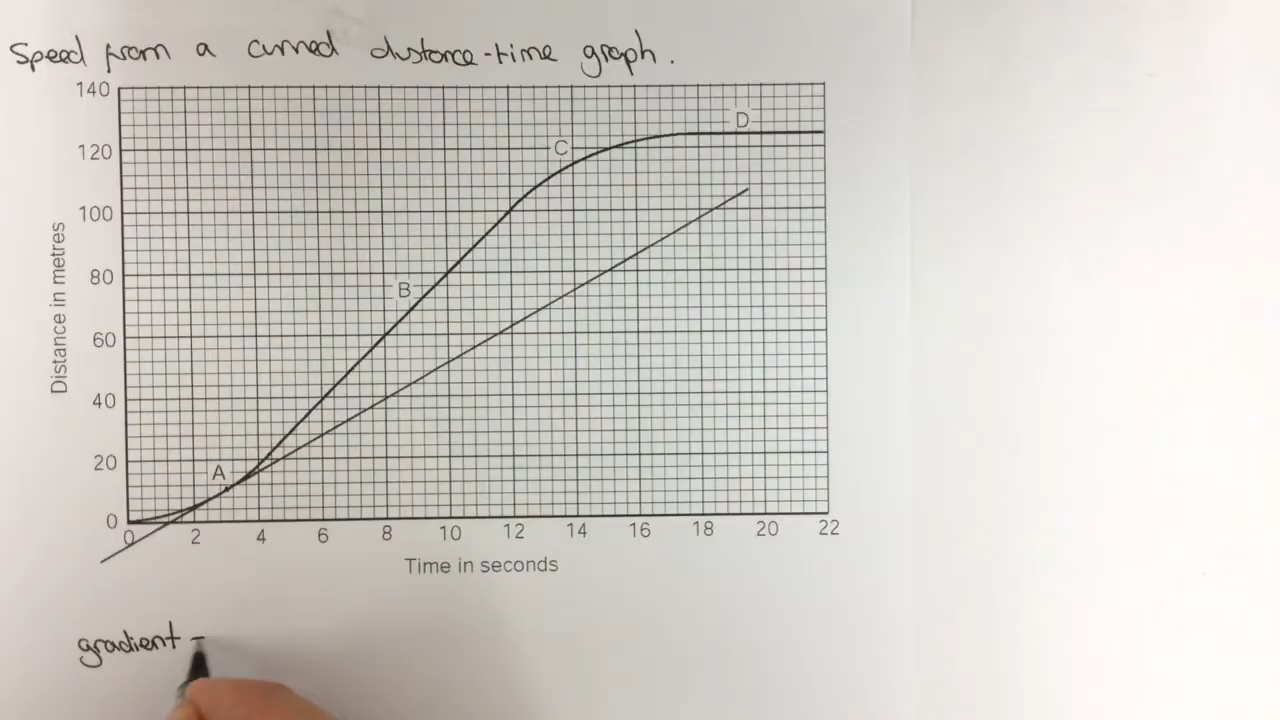 Speed from a curved distance-time graph.
140
120
C
D
100
80
B
60
40
20
A
0
0 2 4 6 8 10 12 14 16 18 20 22
Distance in metres
Time in seconds
gradient -